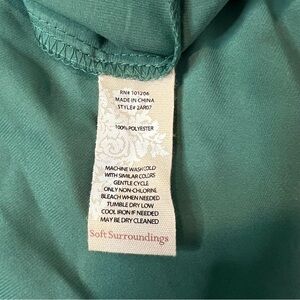 RN# 101206
MADE IN CHINA
STYLE# 2AR07
100% POLYESTER
MACHINE WASH COLD
WITH SIMILAR COLORS
GENTLE CYCLE
ONLY NON-CHLORINE
BLEACH WHEN NEEDED
TUMBLE DRY LOW
COOL IRON IF NEEDED
MAY BE DRY CLEANED
Soft Surroundings